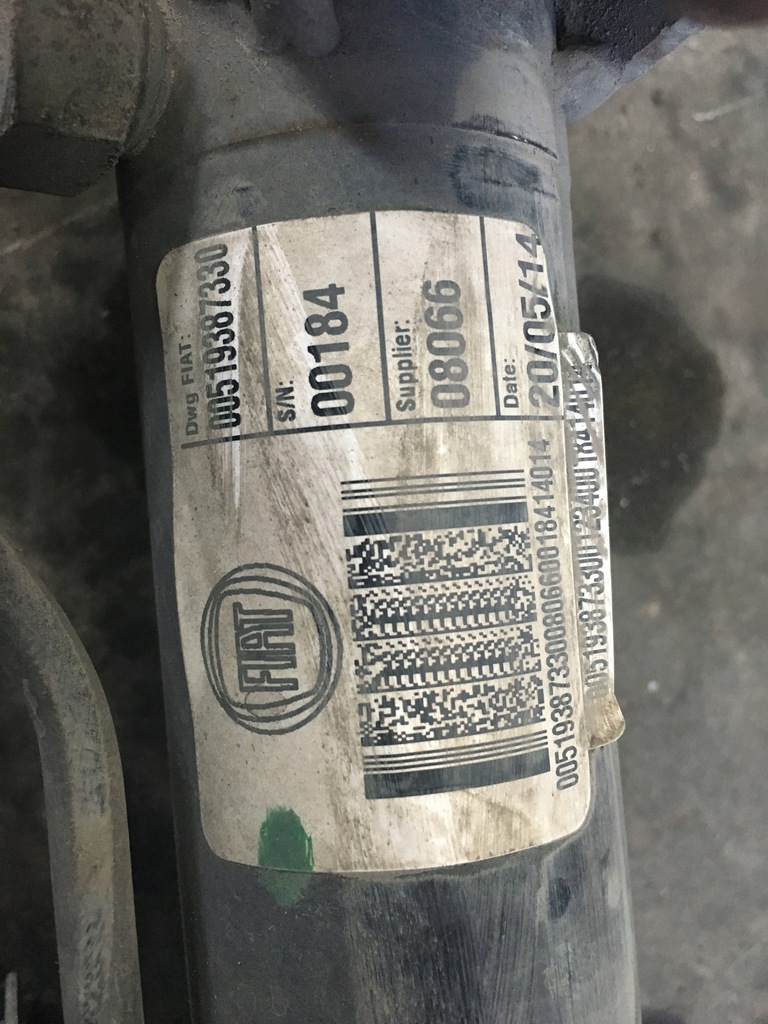 Dwg FIAT:
00519387330
S/N:
00184
Supplier:
08066
Date:
20/05/14
FIAT
00519387330080660018414014